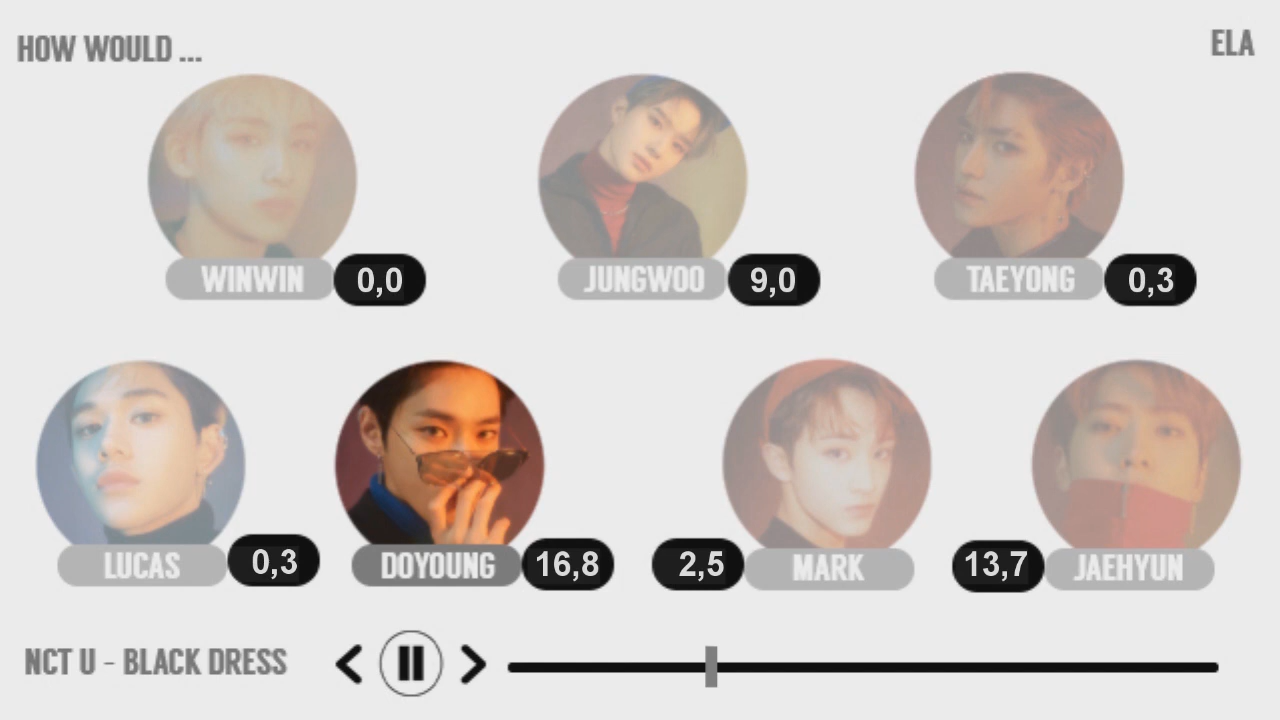 HOW WOULD ...
ELA
WINWIN 0,0
JUNGWOO 9,0
TAEYONG 0,3
LUCAS 0,3
DOYOUNG 16,8
2,5 MARK
13,7 JAEHYUN
NCT U - BLACK DRESS